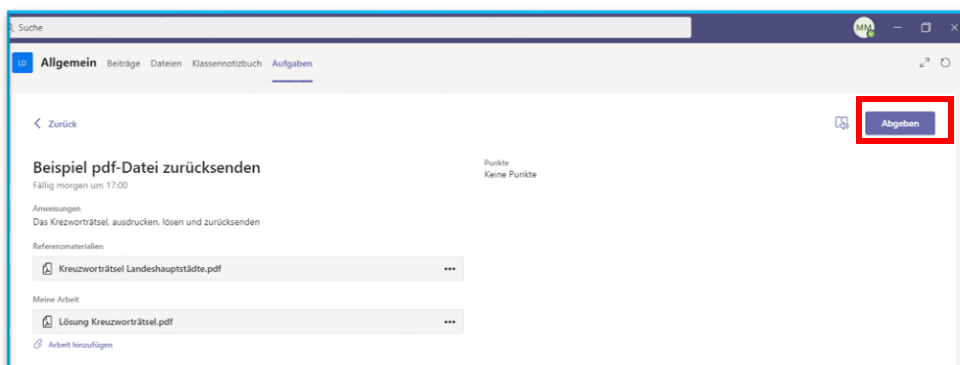 Suche
MM
LD Allgemein Beiträge Dateien Klassennotizbuch Aufgaben
Zurück
Abgeben
Beispiel pdf-Datei zurücksenden
Fällig morgen um 17:00
Punkte
Keine Punkte
Anweisungen
Das Krezworträtsel, ausdrucken, lösen und zurücksenden
Referenzmaterialien
Kreuzworträtsel Landeshauptstädte.pdf
Meine Arbeit
Lösung Kreuzworträtsel.pdf
Arbeit hinzufügen